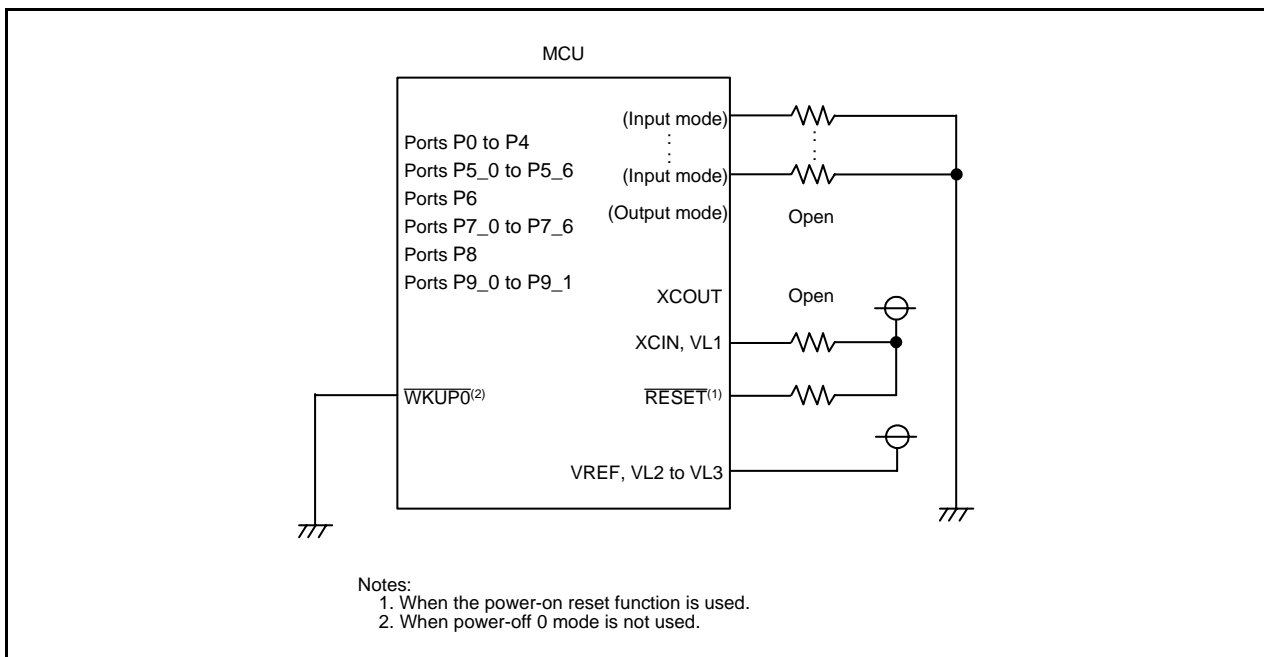 MCU
Ports P0 to P4
Ports P5_0 to P5_6
Ports P6
Ports P7_0 to P7_6
Ports P8
Ports P9_0 to P9_1
(Input mode)
(Input mode)
(Output mode)
Open
XCOUT
Open
XCIN, VL1
WKUP0(2)
RESET(1)
VREF, VL2 to VL3
Notes:
1. When the power-on reset function is used.
2. When power-off 0 mode is not used.